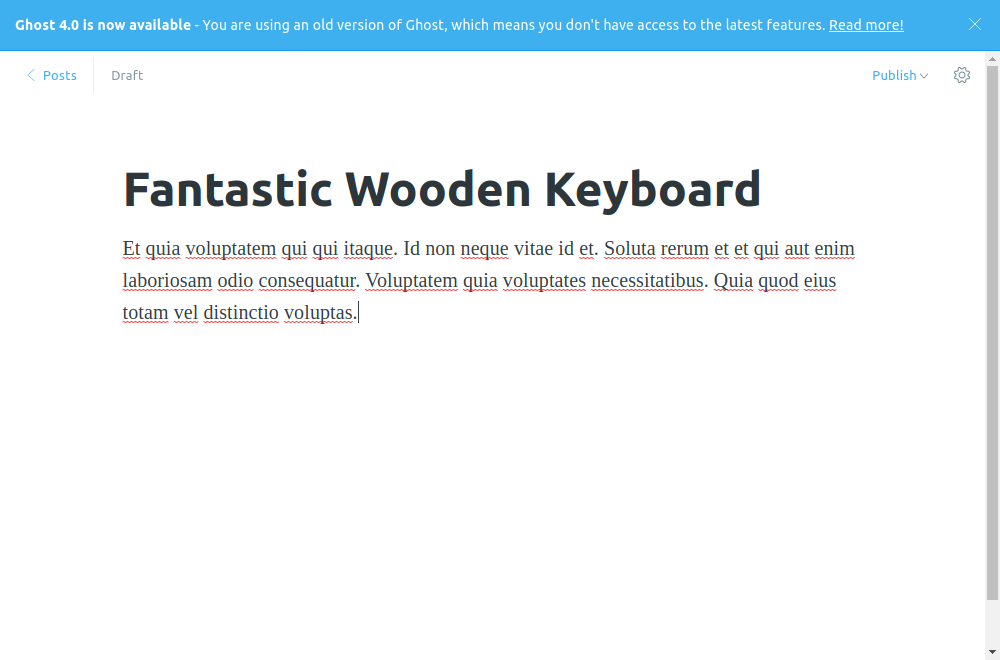 Ghost 4.0 is now available - You are using an old version of Ghost, which means you don't have access to the latest features. Read more!
Posts
Draft
Publish
Fantastic Wooden Keyboard
Et quia voluptatem qui qui itaque. Id non neque vitae id et. Soluta rerum et et qui aut enim
laboriosam odio consequatur. Voluptatem quia voluptates necessitatibus. Quia quod eius
totam vel distinctio voluptas.